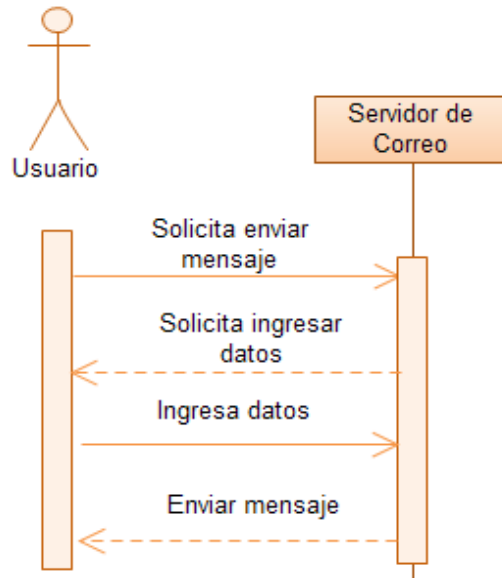 Usuario
Servidor de
Correo
Solicita enviar
mensaje
Solicita ingresar
datos
Ingresa datos
Enviar mensaje